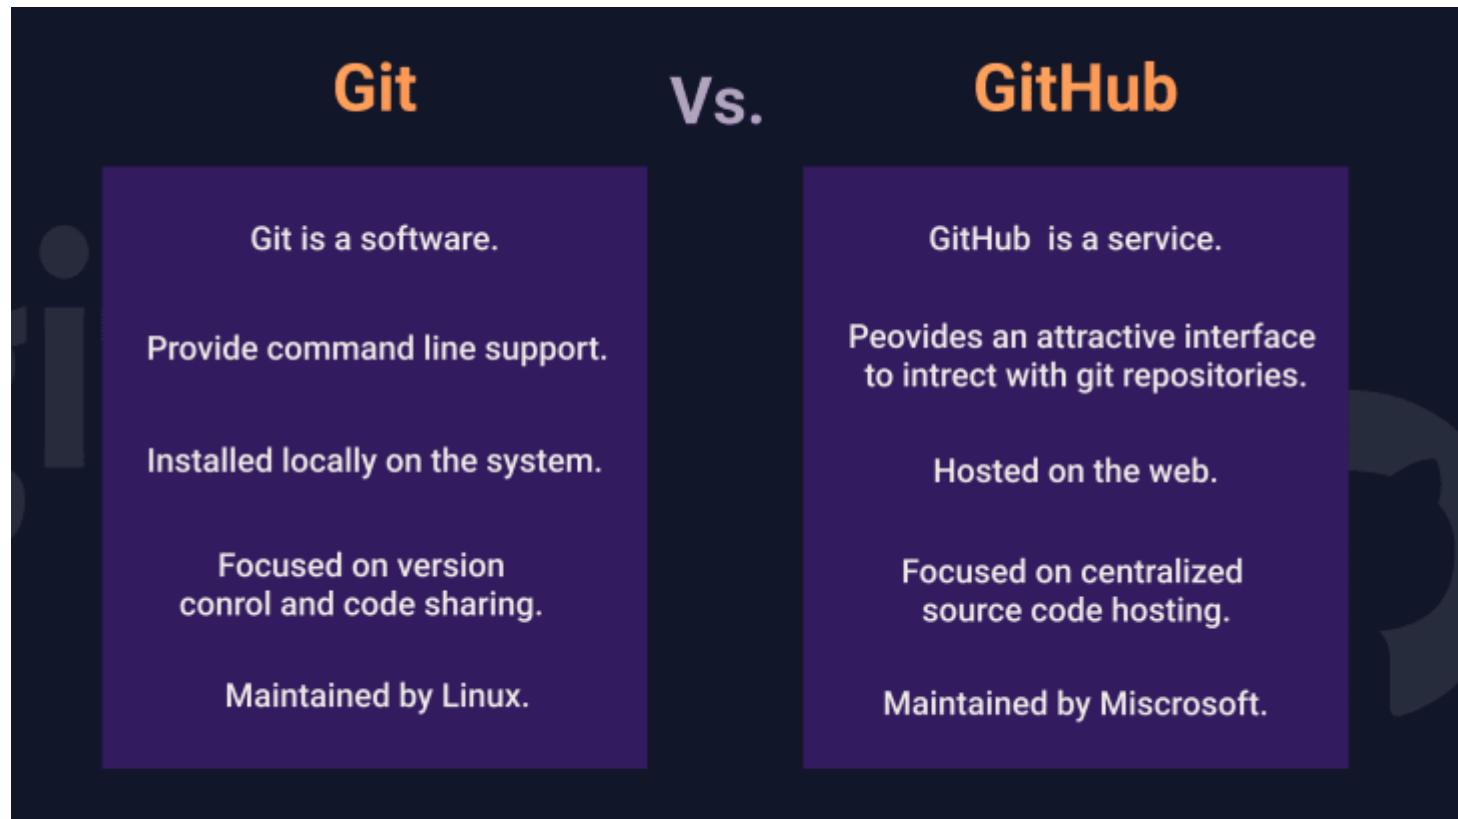 Git
Vs.
GitHub
Git is a software.
Provide command line support.
Installed locally on the system.
Focused on version
conrol and code sharing.
Maintained by Linux.
GitHub is a service.
Peovides an attractive interface
to intrect with git repositories.
Hosted on the web.
Focused on centralized
source code hosting.
Maintained by Miscrosoft.